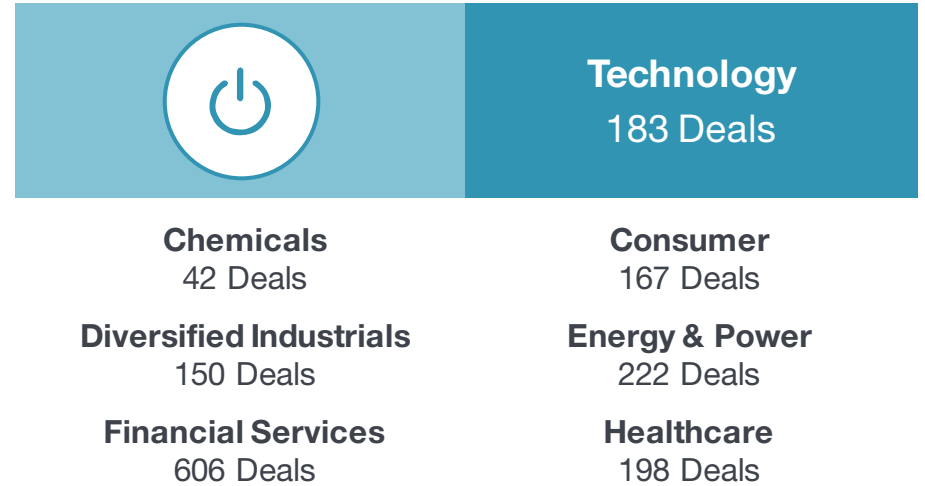 Technology
183 Deals
Chemicals
42 Deals
Consumer
167 Deals
Diversified Industrials
150 Deals
Energy & Power
222 Deals
Financial Services
606 Deals
Healthcare
198 Deals